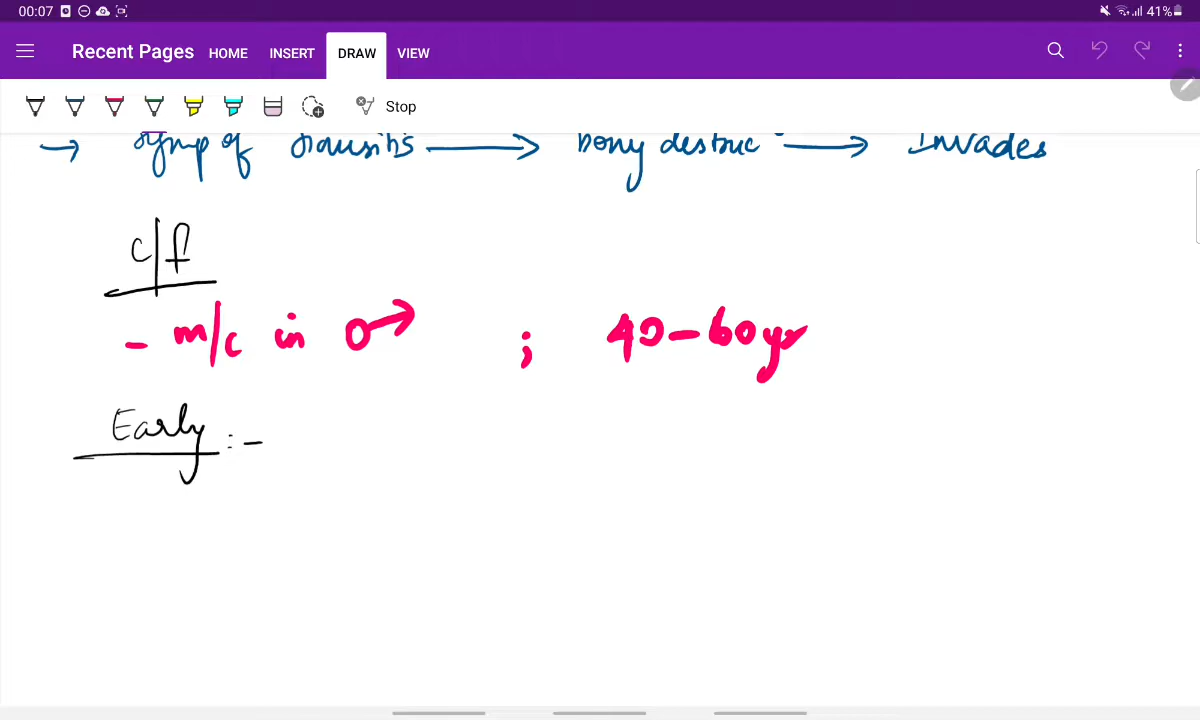 00:07 41%
Recent Pages HOME INSERT DRAW VIEW
Stop
→ symp of sinusitis → bony destruc → Invades
c/f
- m/c in ♂ ; 40-60yr
Early :-